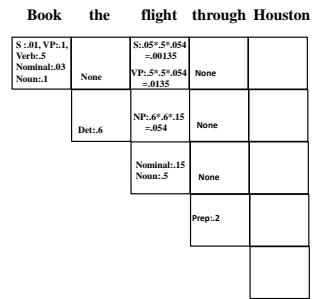 Book the flight through Houston
S :.01, VP:.1,
Verb:.5
Nominal:.03
Noun:.1
None
S:.05*.5*.054
=.00135
VP:.5*.5*.054
=.0135
None
Det:.6
NP:.6*.6*.15
=.054
None
Nominal:.15
Noun:.5
None
Prep:.2